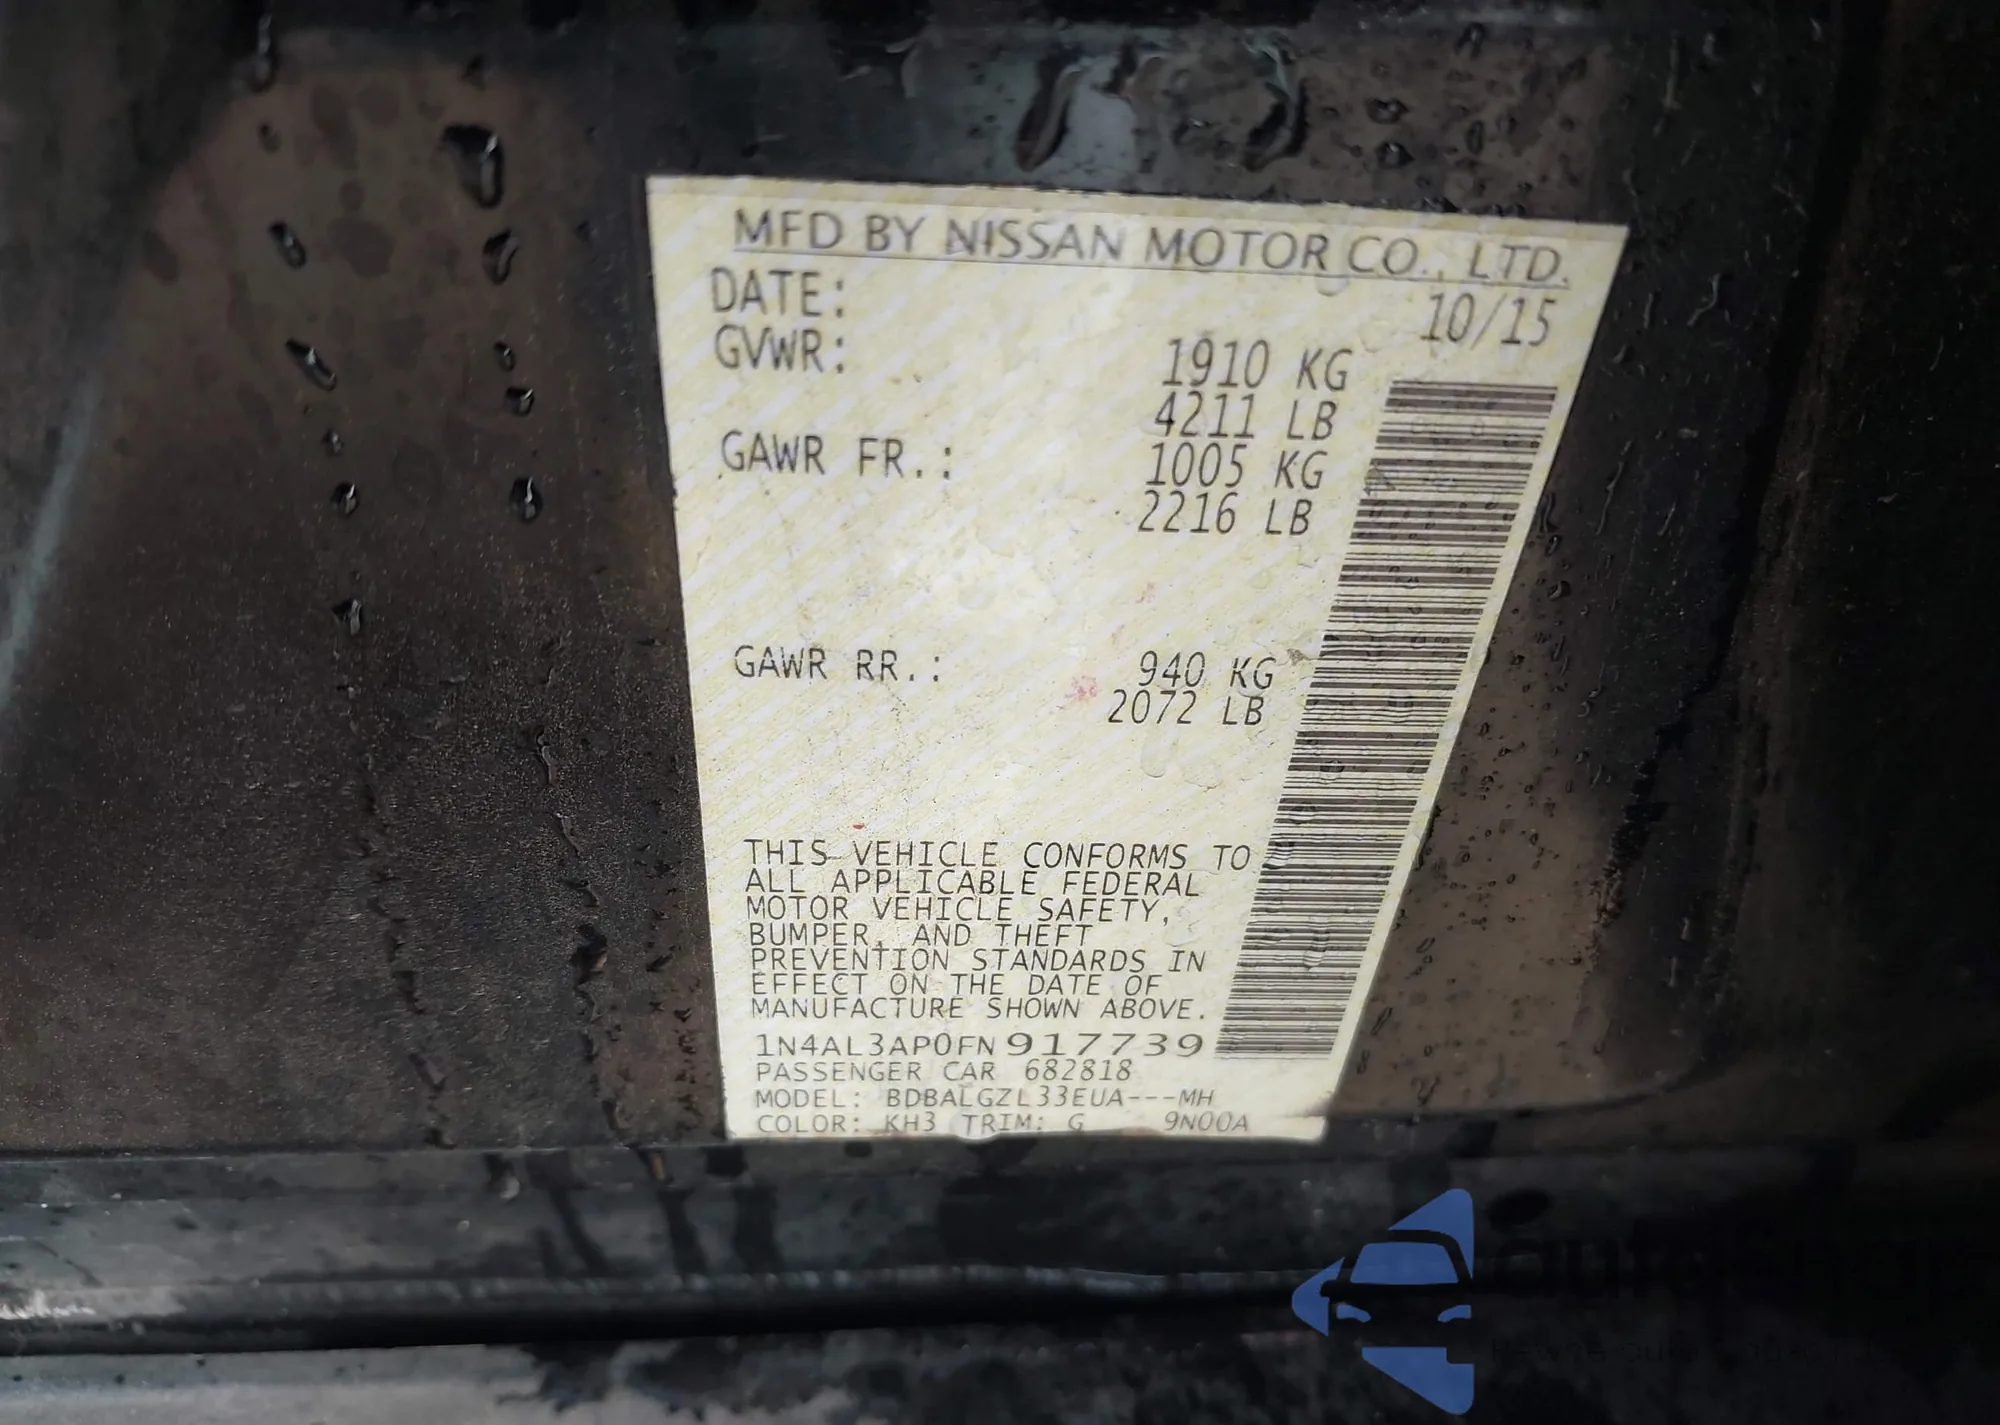 MFD BY NISSAN MOTOR CO., LTD.
DATE: 10/15
GVWR: 1910 KG
4211 LB
GAWR FR.: 1005 KG
2216 LB
GAWR RR.: 940 KG
2072 LB
THIS VEHICLE CONFORMS TO
ALL APPLICABLE FEDERAL
MOTOR VEHICLE SAFETY,
BUMPER, AND THEFT
PREVENTION STANDARDS IN
EFFECT ON THE DATE OF
MANUFACTURE SHOWN ABOVE.
1N4AL3AP0FN917739
PASSENGER CAR 682818
MODEL: BDBALGZL33EUA---MH
COLOR: KH3 TRIM: G 9N00A